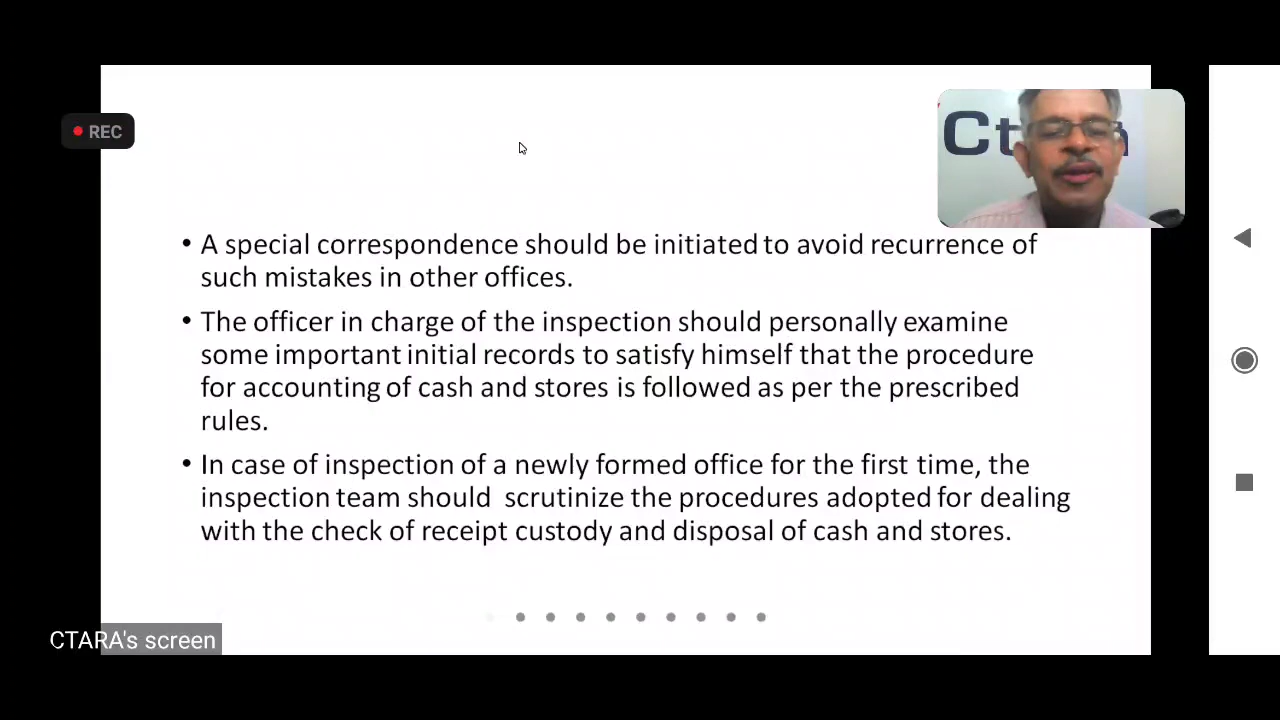 REC
Ct
• A special correspondence should be initiated to avoid recurrence of
such mistakes in other offices.
• The officer in charge of the inspection should personally examine
some important initial records to satisfy himself that the procedure
for accounting of cash and stores is followed as per the prescribed
rules.
• In case of inspection of a newly formed office for the first time, the
inspection team should  scrutinize the procedures adopted for dealing
with the check of receipt custody and disposal of cash and stores.
CTARA's screen